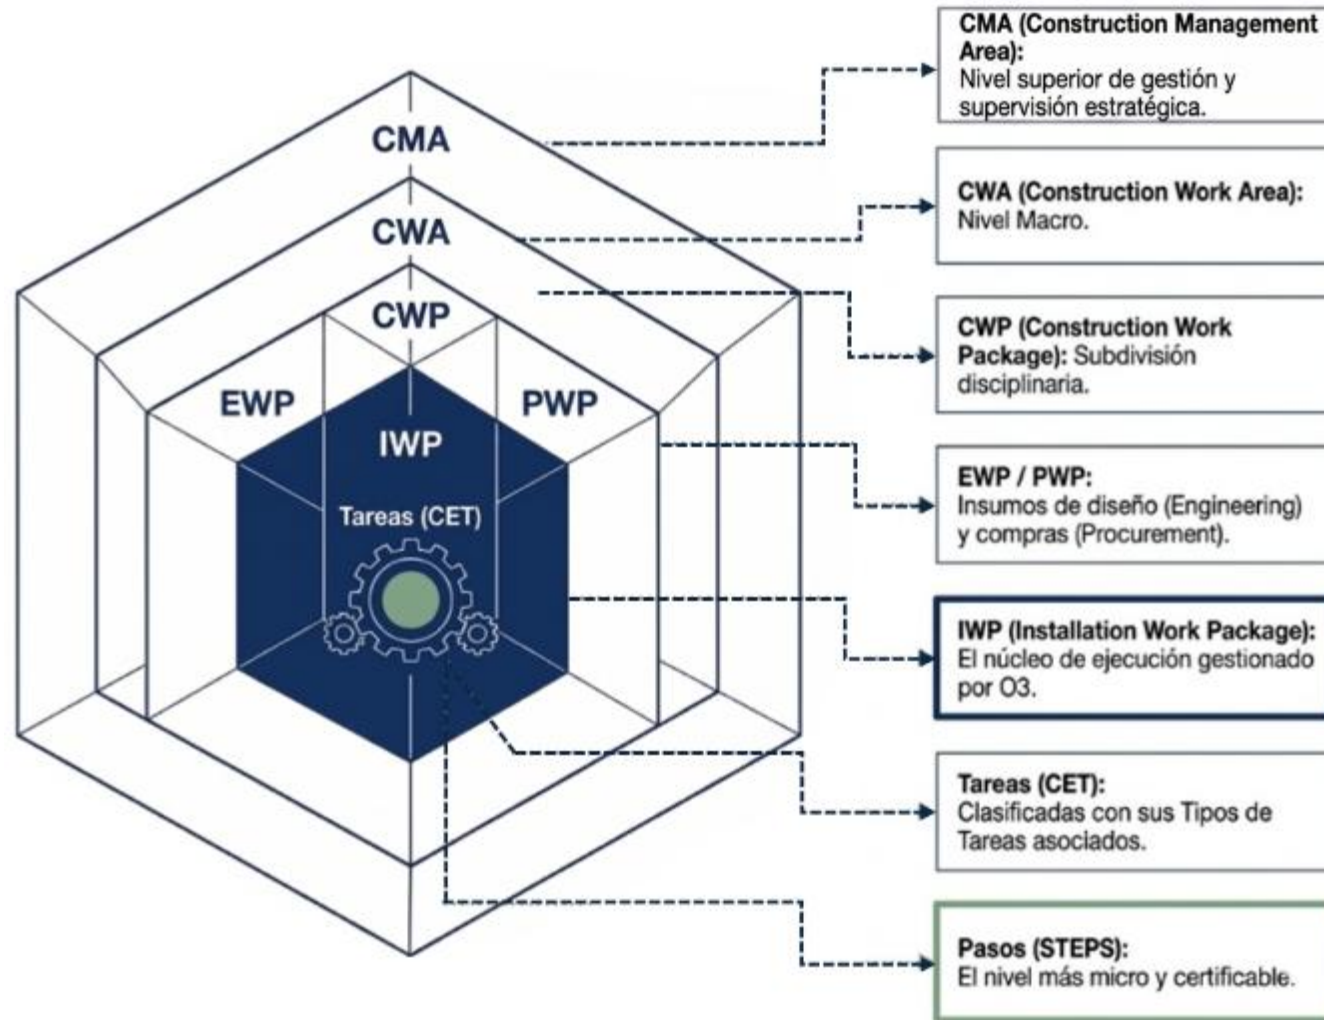 CMA
CWA
CWP
EWP
PWP
IWP
Tareas (CET)
CMA (Construction Management
Area):
Nivel superior de gestión y
supervisión estratégica.
CWA (Construction Work Area):
Nivel Macro.
CWP (Construction Work
Package): Subdivisión
disciplinaria.
EWP / PWP:
Insumos de diseño (Engineering)
y compras (Procurement).
IWP (Installation Work Package):
El núcleo de ejecución gestionado
por O3.
Tareas (CET):
Clasificadas con sus Tipos de
Tareas asociados.
Pasos (STEPS):
El nivel más micro y certificable.